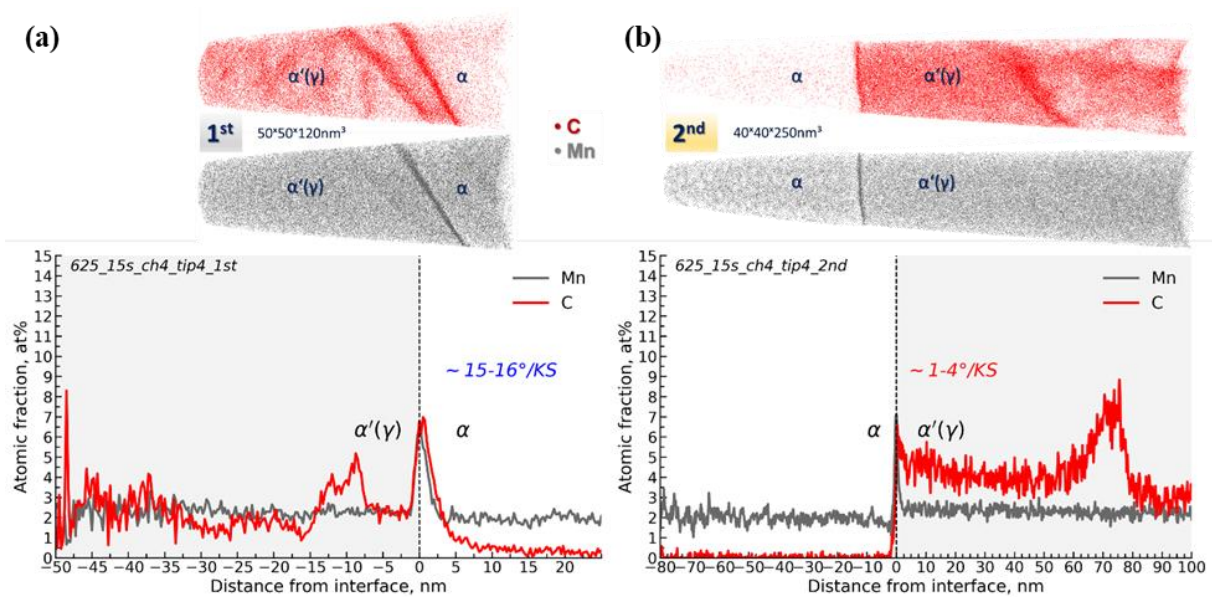 (a)
α'(γ)
α
1st
50*50*120nm³
• C
• Mn
α'(γ)
α
(b)
α
α'(γ)
2nd
40*40*250nm³
α
α'(γ)
625_15s_ch4_tip4_1st
Mn
C
~ 15-16°/KS
α'(γ)
α
Atomic fraction, at%
15
14
13
12
11
10
9
8
7
6
5
4
3
2
1
0
-50 -45 -40 -35 -30 -25 -20 -15 -10 -5 0 5 10 15 20
Distance from interface, nm
625_15s_ch4_tip4_2nd
Mn
C
~ 1-4°/KS
α
α'(γ)
Atomic fraction, at%
15
14
13
12
11
10
9
8
7
6
5
4
3
2
1
0
-80 -70 -60 -50 -40 -30 -20 -10 0 10 20 30 40 50 60 70 80 90 100
Distance from interface, nm